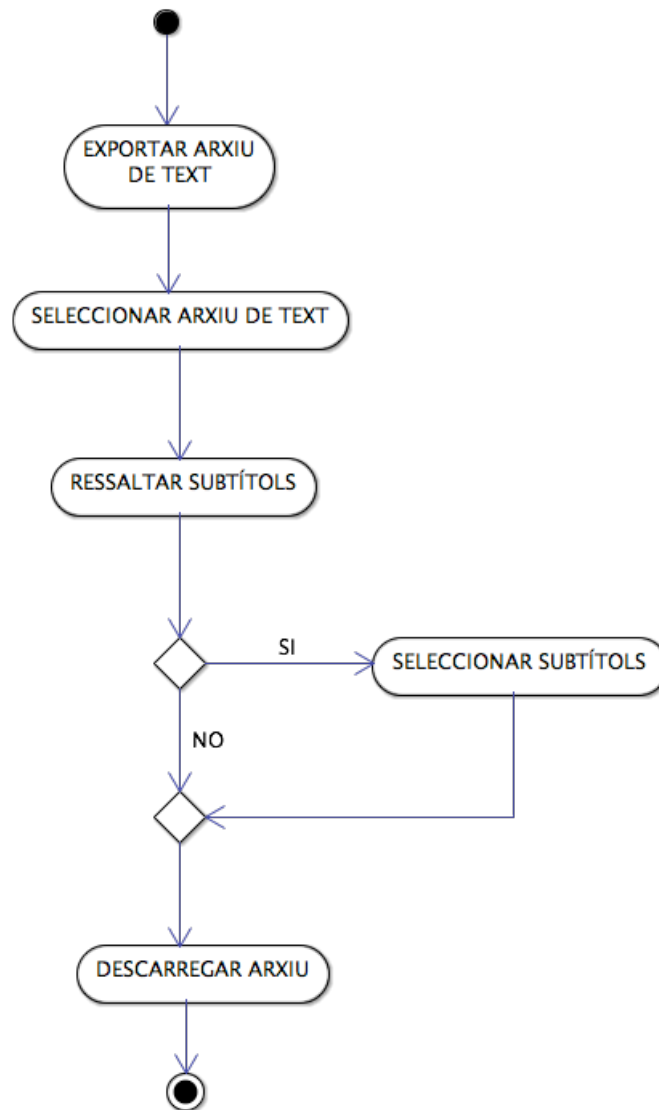 EXPORTAR ARXIU
DE TEXT
SELECCIONAR ARXIU DE TEXT
RESSALTAR SUBTÍTOLS
SI
SELECCIONAR SUBTÍTOLS
NO
DESCARREGAR ARXIU